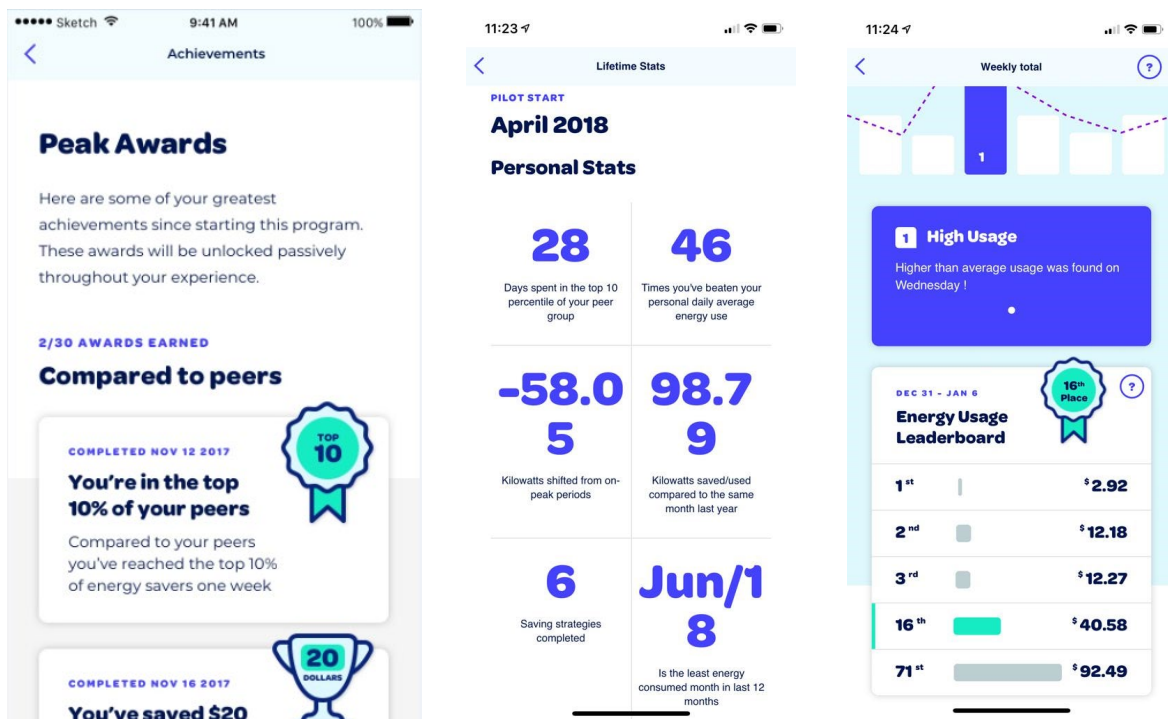 Sketch 9:41 AM 100%
Achievements
Peak Awards
Here are some of your greatest
achievements since starting this program.
These awards will be unlocked passively
throughout your experience.
2/30 AWARDS EARNED
Compared to peers
COMPLETED NOV 12 2017
TOP
10
You're in the top
10% of your peers
Compared to your peers
you've reached the top 10%
of energy savers one week
20
DOLLARS
COMPLETED NOV 16 2017
You've saved $20
11:23
Lifetime Stats
PILOT START
April 2018
Personal Stats
28
Days spent in the top 10
percentile of your peer
group
46
Times you've beaten your
personal daily average
energy use
-58.0
5
Kilowatts shifted from on-
peak periods
98.7
9
Kilowatts saved/used
compared to the same
month last year
6
Saving strategies
completed
Jun/1
8
Is the least energy
consumed month in last 12
months
11:24
Weekly total ?
1
1 High Usage
Higher than average usage was found on
Wednesday !
DEC 31 - JAN 6
16th
Place
?
Energy Usage
Leaderboard
1st $2.92
2nd $12.18
3rd $12.27
16th $40.58
71st $92.49